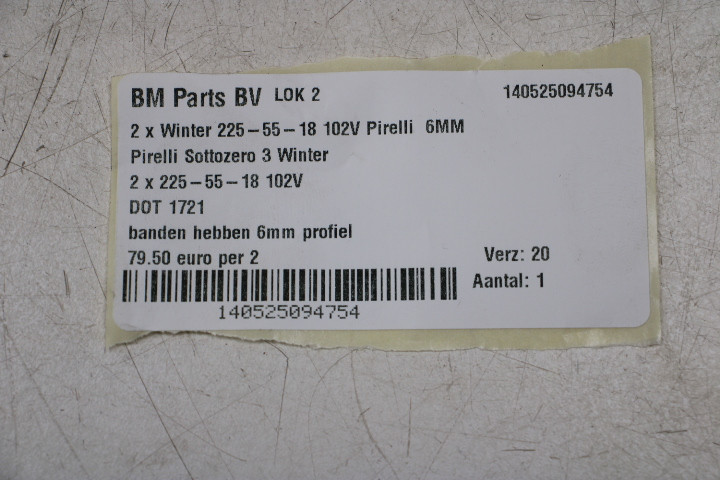 BM Parts BV LOK 2 140525094754
2 x Winter 225-55-18 102V Pirelli 6MM
Pirelli Sottozero 3 Winter
2 x 225-55-18 102V
DOT 1721
banden hebben 6mm profiel
79.50 euro per 2 Verz: 20
Aantal: 1
140525094754